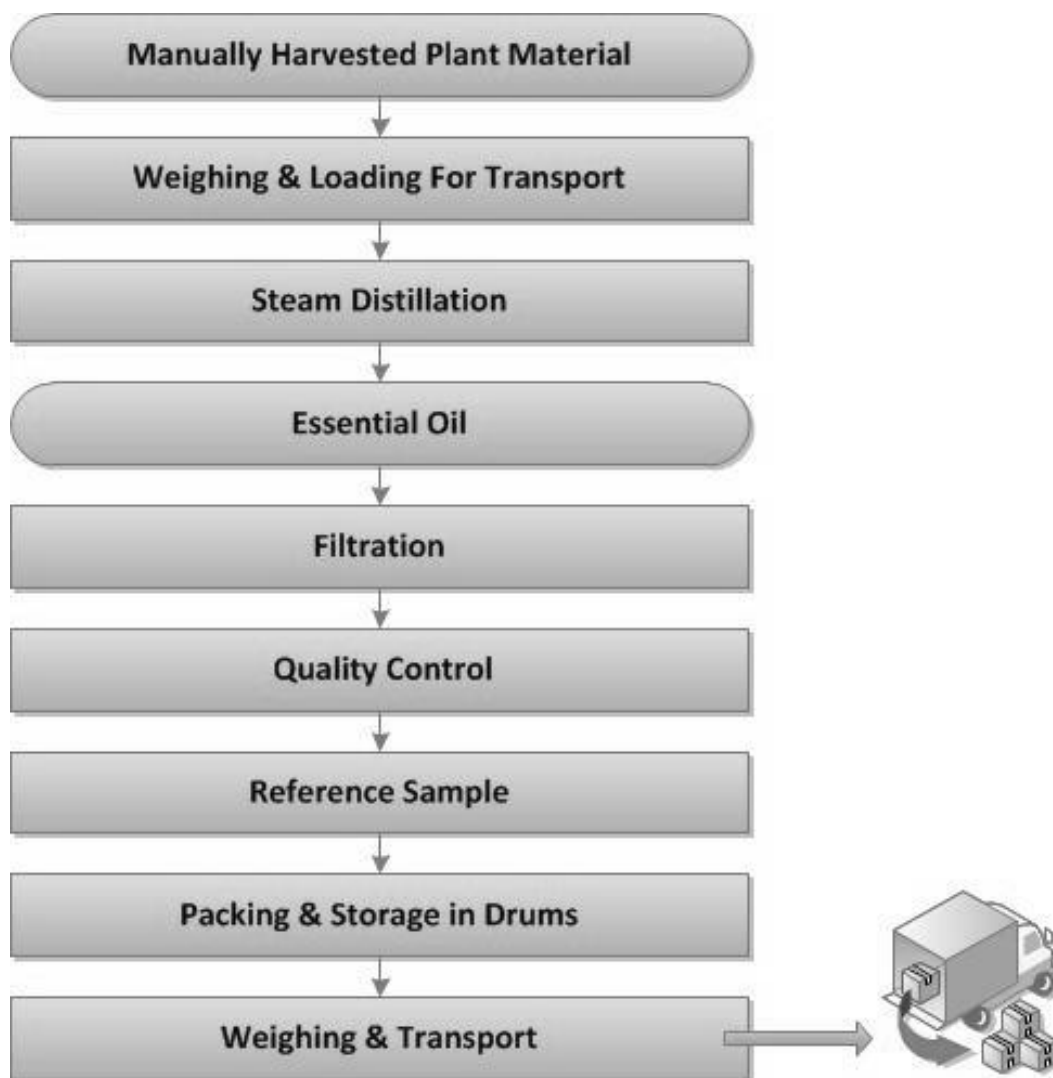 Manually Harvested Plant Material
Weighing & Loading For Transport
Steam Distillation
Essential Oil
Filtration
Quality Control
Reference Sample
Packing & Storage in Drums
Weighing & Transport